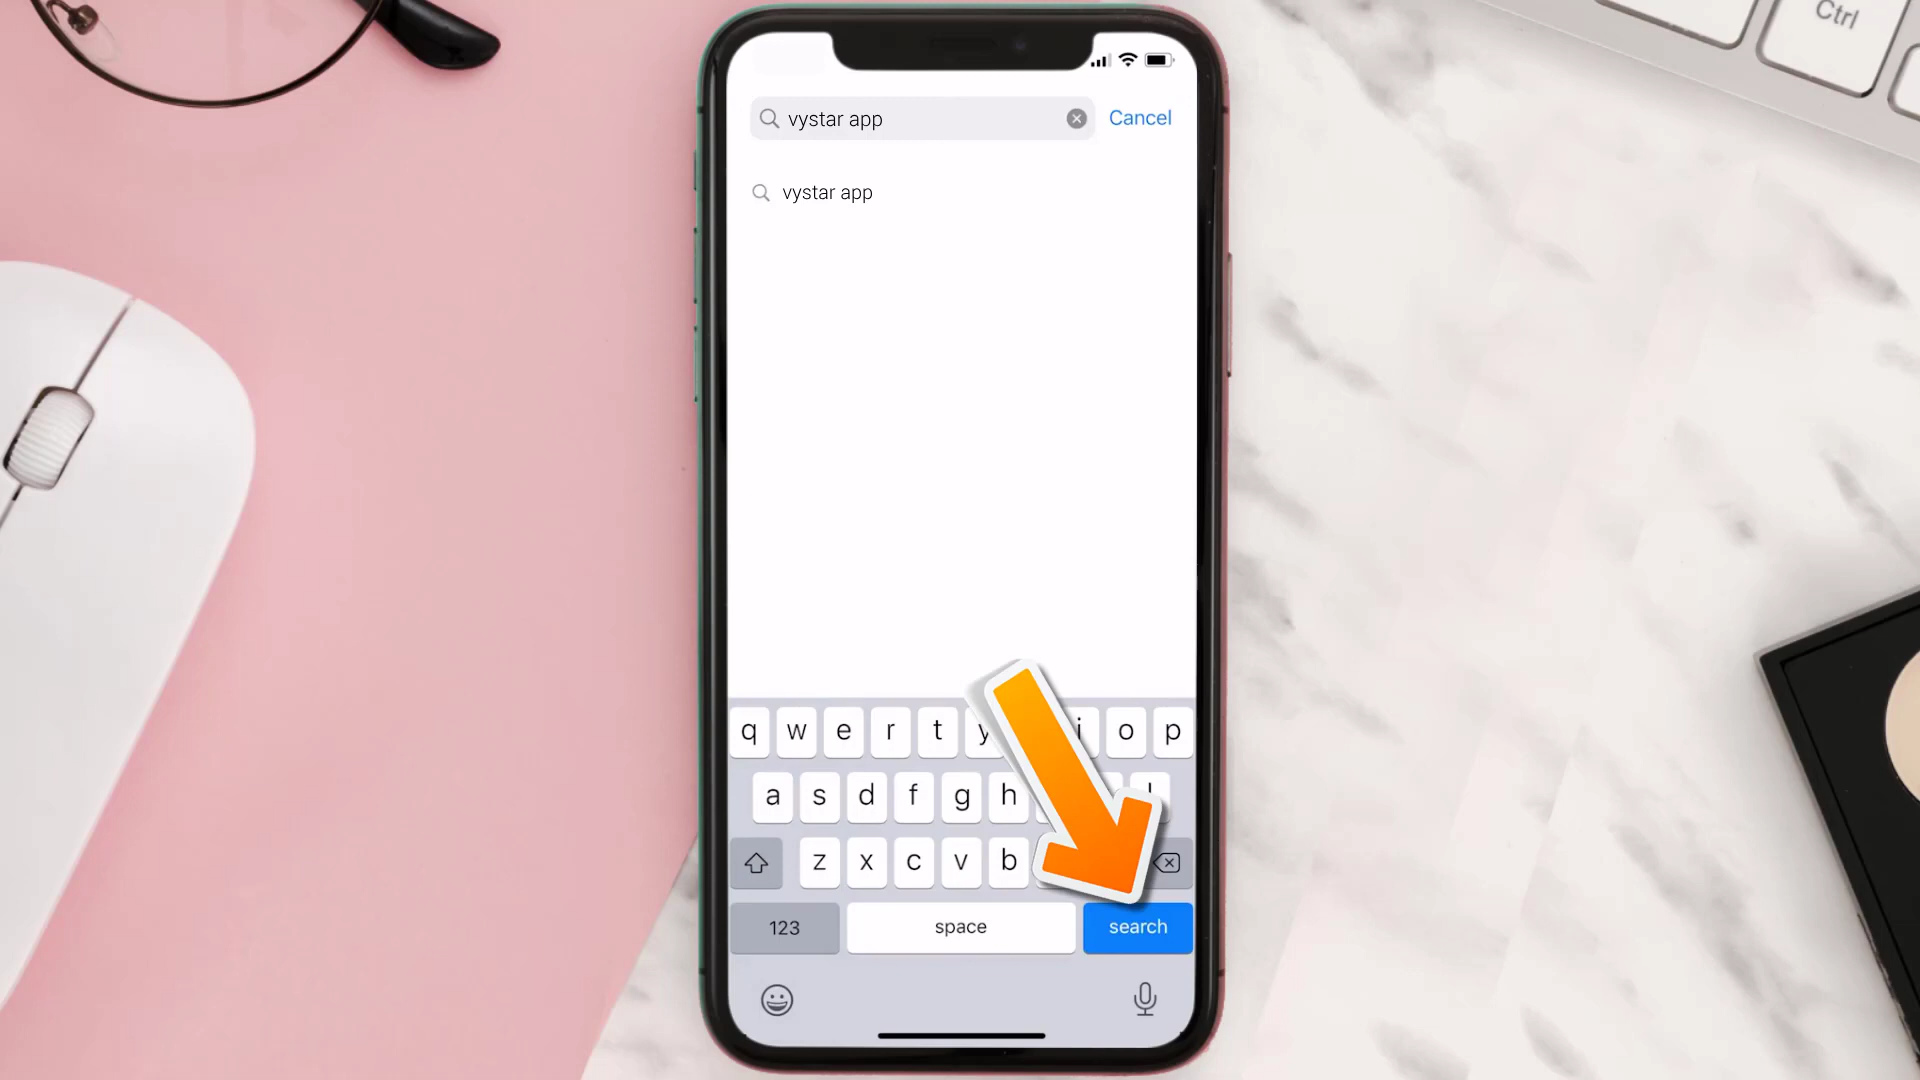 Ctrl
vystar app Cancel
vystar app
q w e r t y i o p
a s d f g h
z x c v b
123 space search